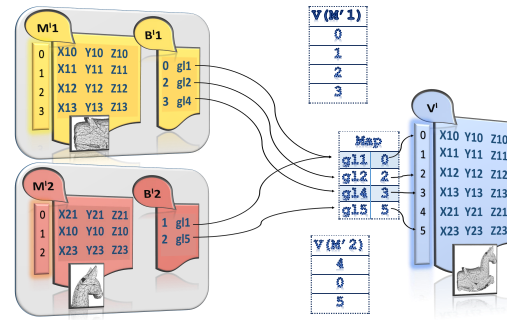 M'1
B'1
0 X10 Y10 Z10
1 X11 Y11 Z11
2 X12 Y12 Z12
3 X13 Y13 Z13
0 gl1
2 gl2
3 gl4
M'2
B'2
0 X21 Y21 Z21
1 X10 Y10 Z10
2 X23 Y23 Z23
1 gl1
2 gl5
V(M'1)
0
1
2
3
Map
gl1 0
gl2 2
gl4 3
gl5 5
V(M'2)
4
0
5
V'
0 X10 Y10 Z10
1 X11 Y11 Z11
2 X12 Y12 Z12
3 X13 Y13 Z13
4 X21 Y21 Z21
5 X23 Y23 Z23